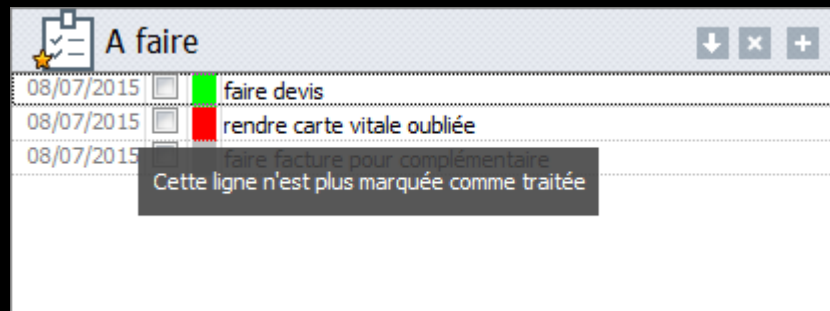 A faire
08/07/2015 faire devis
08/07/2015 rendre carte vitale oubliée
08/07/2015 faire facture pour complémentaire
Cette ligne n'est plus marquée comme traitée